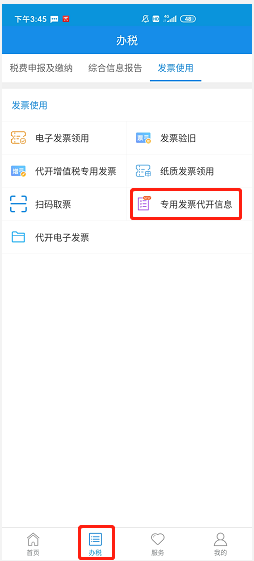 下午3:45
办税
税费申报及缴纳 综合信息报告 发票使用
发票使用
电子发票领用 发票验旧
代开增值税专用发票 纸质发票领用
扫码取票 专用发票代开信息
代开电子发票
首页 办税 服务 我的